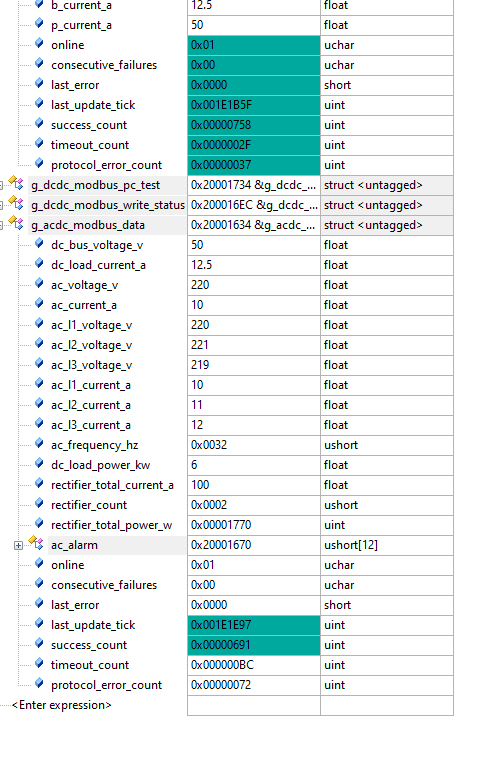 b_current_a 12.5 float
p_current_a 50 float
online 0x01 uchar
consecutive_failures 0x00 uchar
last_error 0x0000 short
last_update_tick 0x001E1B5F uint
success_count 0x00000758 uint
timeout_count 0x0000002F uint
protocol_error_count 0x00000037 uint
g_dcdc_modbus_pc_test 0x20001734 &g_dcdc_... struct <untagged>
g_dcdc_modbus_write_status 0x200016EC &g_dcdc_... struct <untagged>
g_acdc_modbus_data 0x20001634 &g_acdc_... struct <untagged>
dc_bus_voltage_v 50 float
dc_load_current_a 12.5 float
ac_voltage_v 220 float
ac_current_a 10 float
ac_l1_voltage_v 220 float
ac_l2_voltage_v 221 float
ac_l3_voltage_v 219 float
ac_l1_current_a 10 float
ac_l2_current_a 11 float
ac_l3_current_a 12 float
ac_frequency_hz 0x0032 ushort
dc_load_power_kw 6 float
rectifier_total_current_a 100 float
rectifier_count 0x0002 ushort
rectifier_total_power_w 0x00001770 uint
ac_alarm 0x20001670 ushort[12]
online 0x01 uchar
consecutive_failures 0x00 uchar
last_error 0x0000 short
last_update_tick 0x001E1E97 uint
success_count 0x00000691 uint
timeout_count 0x000000BC uint
protocol_error_count 0x00000072 uint
<Enter expression>